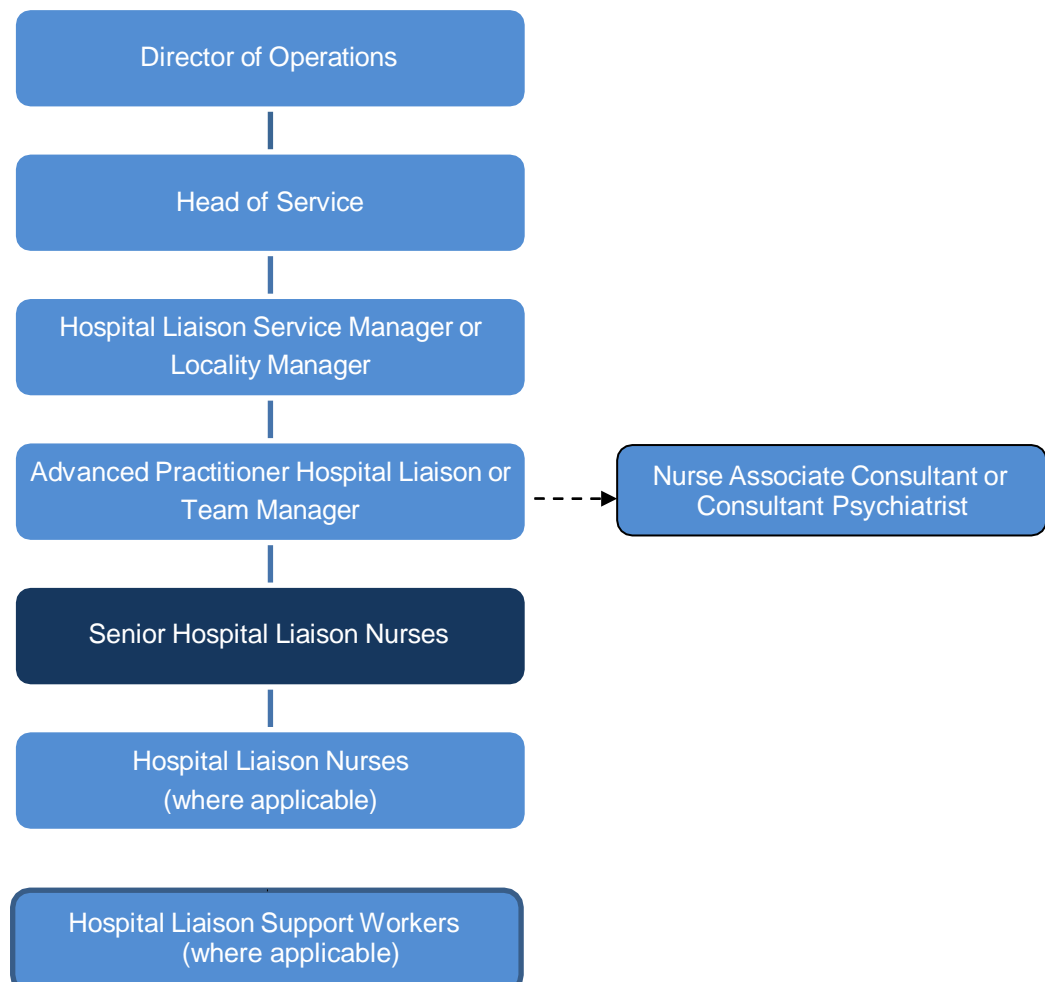 Director of Operations
Head of Service
Hospital Liaison Service Manager or
Locality Manager
Advanced Practitioner Hospital Liaison or
Team Manager
Nurse Associate Consultant or
Consultant Psychiatrist
Senior Hospital Liaison Nurses
Hospital Liaison Nurses
(where applicable)
Hospital Liaison Support Workers
(where applicable)